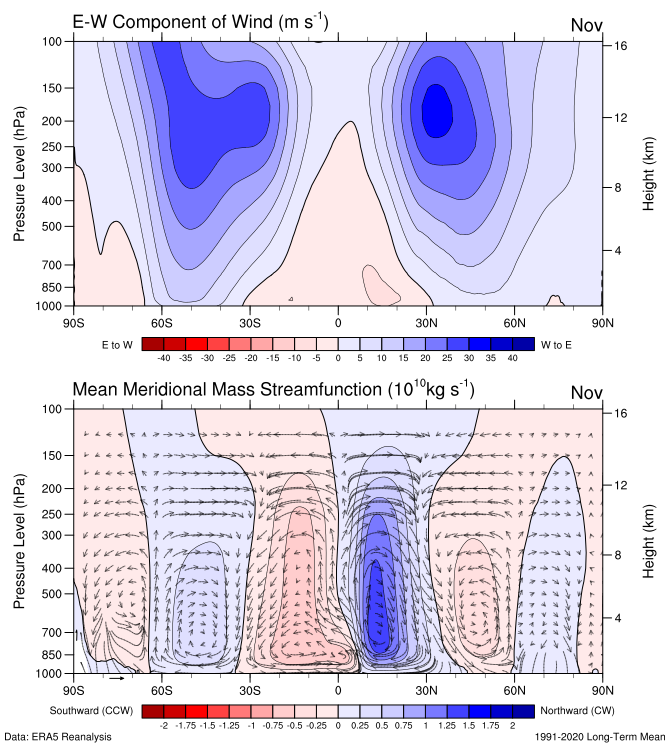 E-W Component of Wind (m s⁻¹)
Nov
Pressure Level (hPa)
100
150
200
250
300
400
500
700
850
1000
16
12
8
4
Height (km)
90S 60S 30S 0 30N 60N 90N
E to W
W to E
-40 -35 -30 -25 -20 -15 -10 -5 0 5 10 15 20 25 30 35 40
Mean Meridional Mass Streamfunction (10¹⁰kg s⁻¹)
Nov
Pressure Level (hPa)
100
150
200
250
300
400
500
700
850
1000
16
12
8
4
Height (km)
90S 60S 30S 0 30N 60N 90N
Southward (CCW)
Northward (CW)
-2 -1.75 -1.5 -1.25 -1 -0.75 -0.5 -0.25 0 0.25 0.5 0.75 1 1.25 1.5 1.75 2
Data: ERA5 Reanalysis
1991-2020 Long-Term Mean